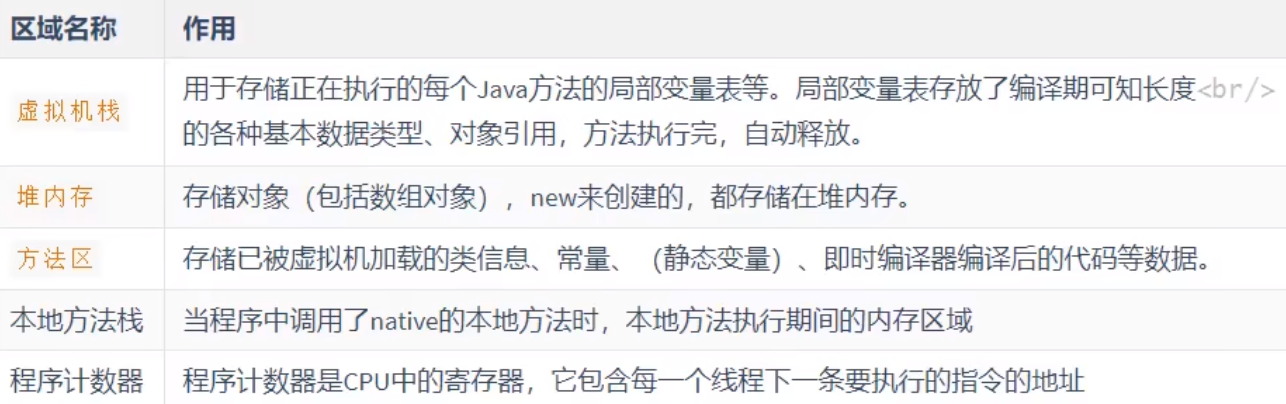 区域名称 作用
虚拟机栈 用于存储正在执行的每个Java方法的局部变量表等。局部变量表存放了编译期可知长度<br/>
的各种基本数据类型、对象引用，方法执行完，自动释放。
堆内存 存储对象（包括数组对象），new来创建的，都存储在堆内存。
方法区 存储已被虚拟机加载的类信息、常量、（静态变量）、即时编译器编译后的代码等数据。
本地方法栈 当程序中调用了native的本地方法时，本地方法执行期间的内存区域
程序计数器 程序计数器是CPU中的寄存器，它包含每一个线程下一条要执行的指令的地址